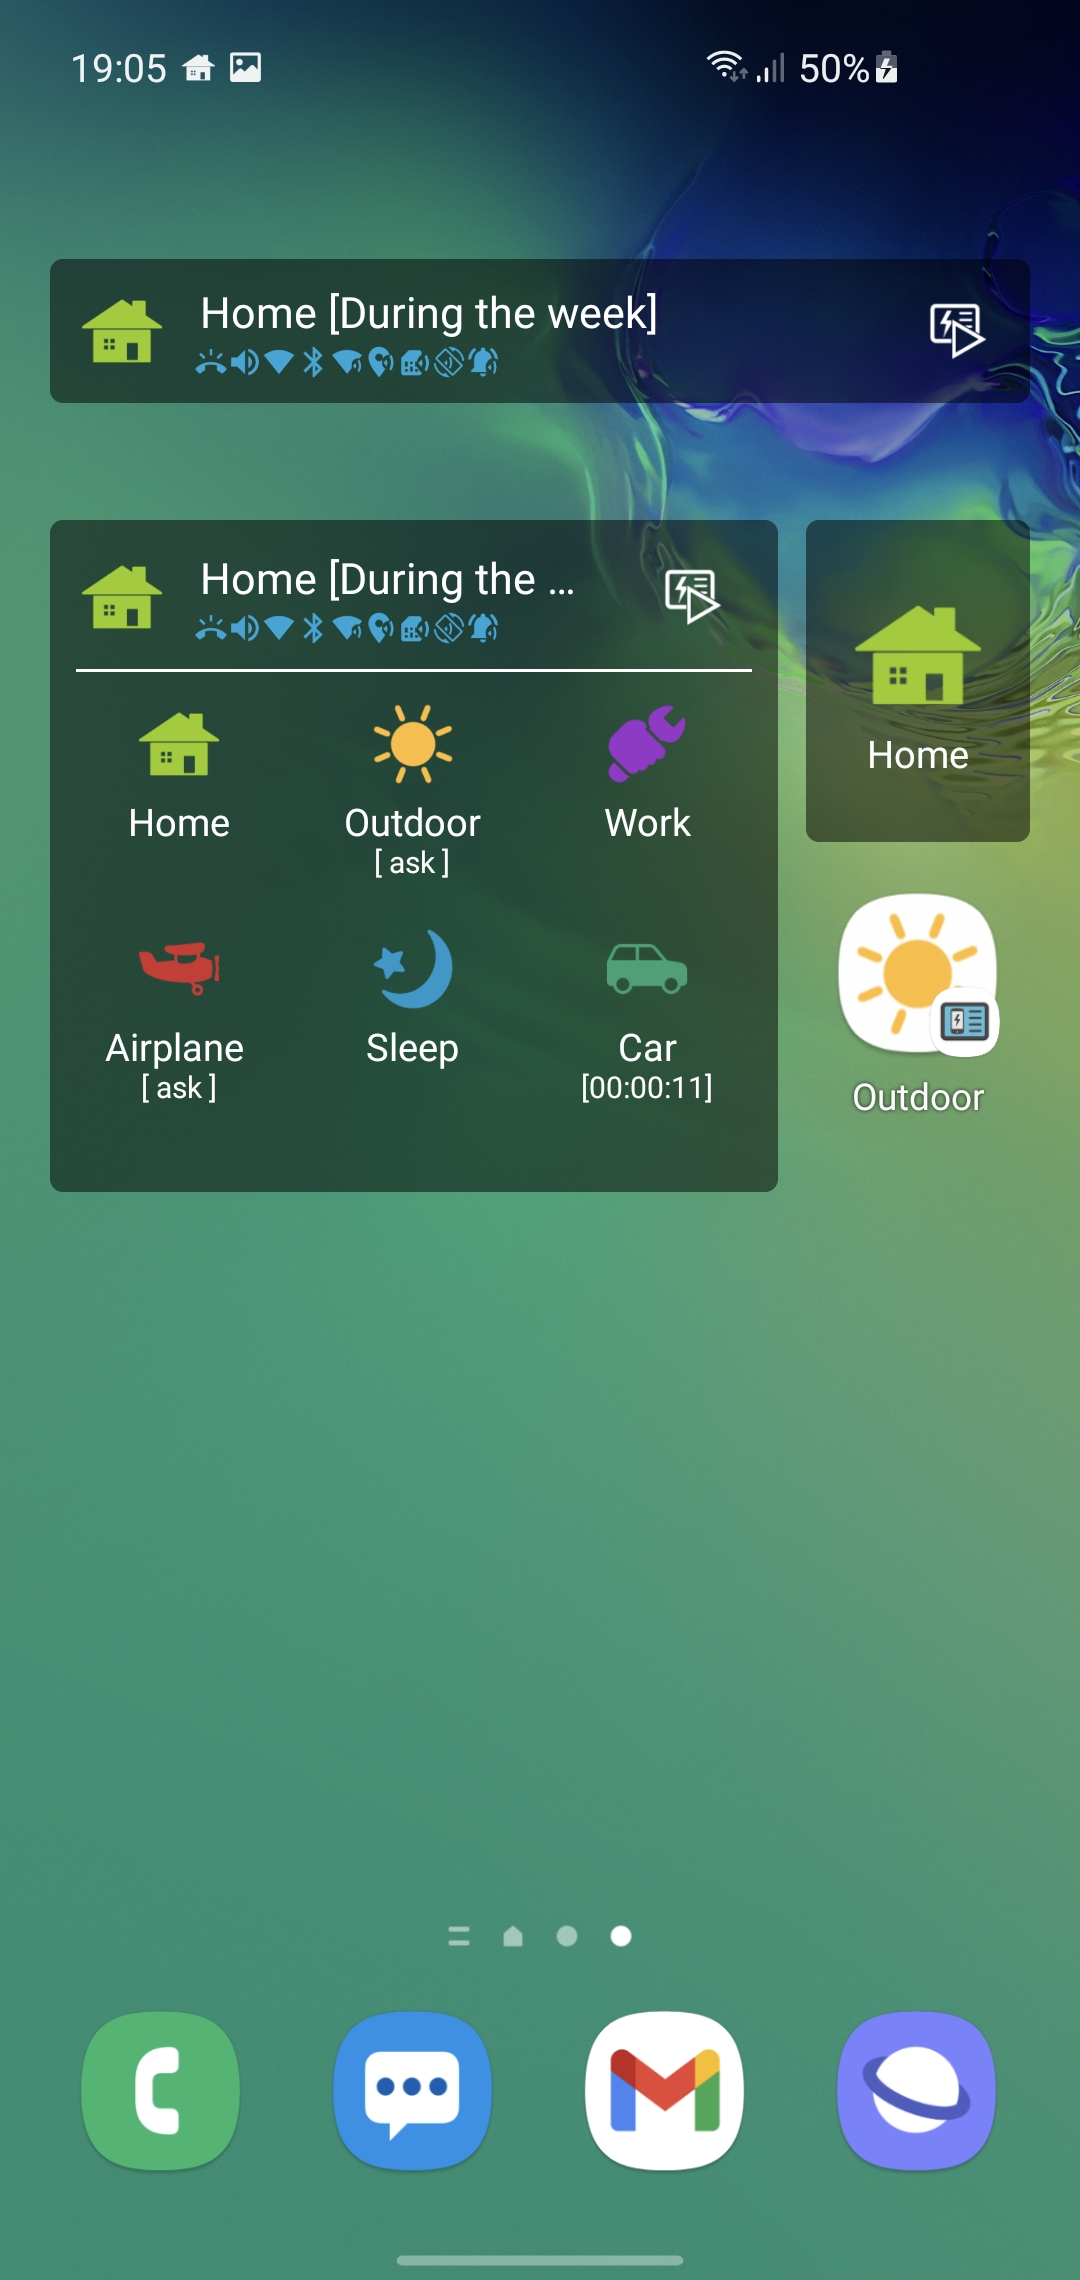 19:05
50%
Home [During the week]
Home [During the ...
Home
Outdoor
[ ask ]
Work
Home
Airplane
[ ask ]
Sleep
Car
[00:00:11]
Outdoor